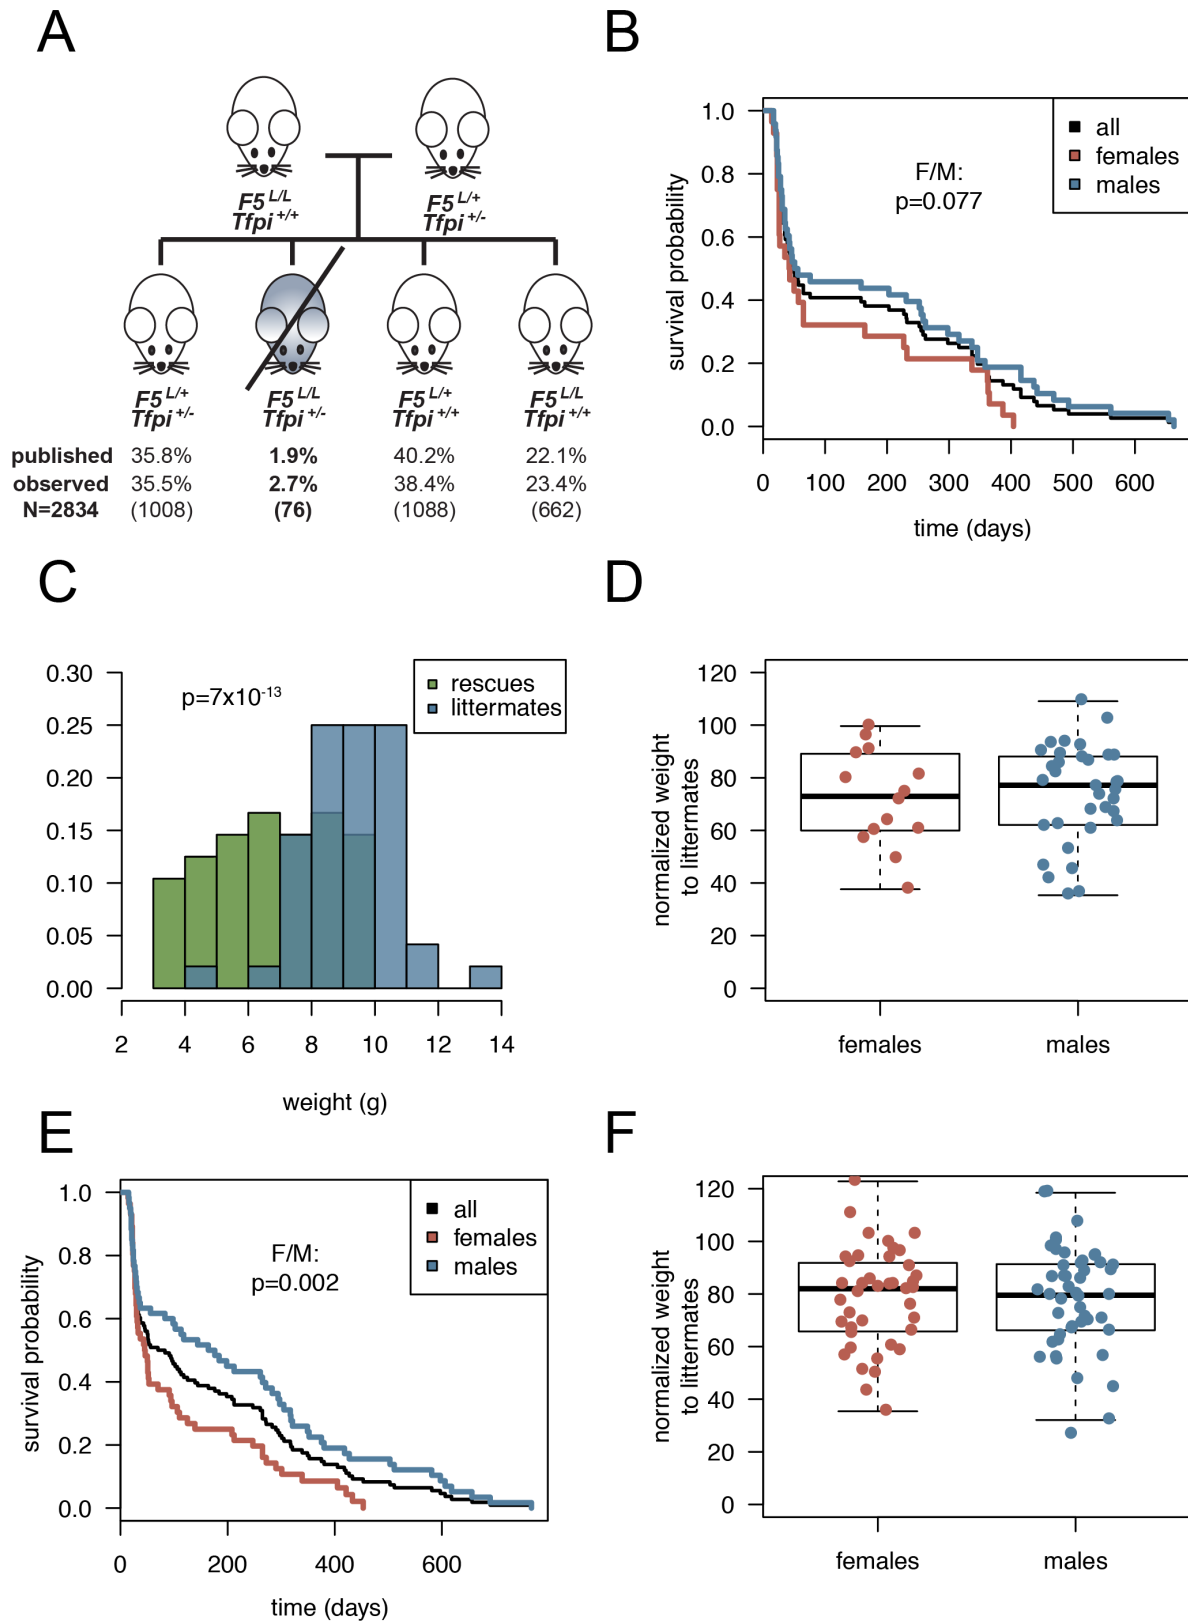 A
F5 L/L
Tfpi +/+
F5 L/+
Tfpi +/-
F5 L/+
Tfpi +/-
F5 L/L
Tfpi +/-
F5 L/+
Tfpi +/+
F5 L/L
Tfpi +/+
published 35.8% 1.9% 40.2% 22.1%
observed 35.5% 2.7% 38.4% 23.4%
N=2834 (1008) (76) (1088) (662)
B
survival probability
1.0
0.8
0.6
0.4
0.2
0.0
F/M:
p=0.077
all
females
males
0 100 200 300 400 500 600
time (days)
C
0.30
0.25
0.20
0.15
0.10
0.05
0.00
p=7x10-13
rescues
littermates
2 4 6 8 10 12 14
weight (g)
D
normalized weight
to littermates
120
100
80
60
40
20
0
females males
E
survival probability
1.0
0.8
0.6
0.4
0.2
0.0
F/M:
p=0.002
all
females
males
0 200 400 600
time (days)
F
normalized weight
to littermates
120
100
80
60
40
20
0
females males